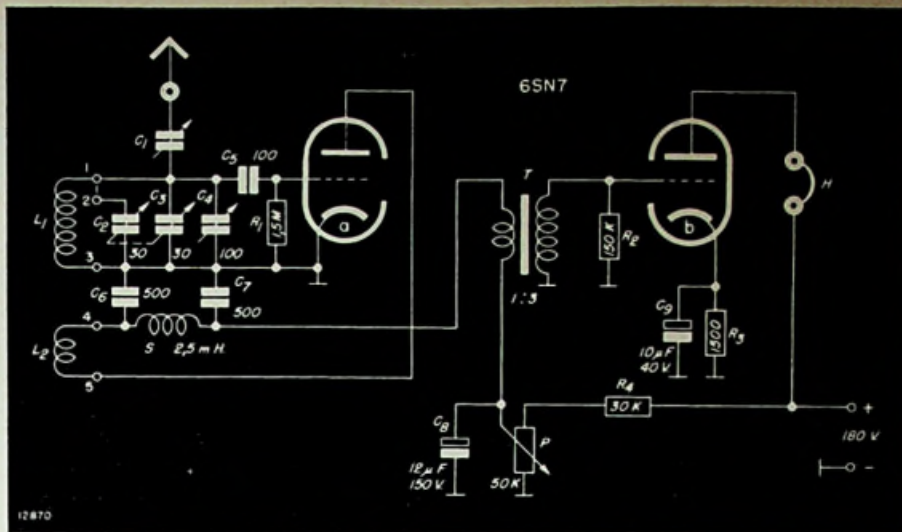 6SN7
C1
C5
100
T
1
2
3
4
5
L1
C2
30
C3
30
C4
100
R1
1,5M
a
b
H
R2
150K
1:3
C6
500
C7
500
S 2,5 m H.
L2
C9
10μF
40V.
R3
1500
R4
30K
C8
12μF
150V.
P
50K
+
180 V.
-
12870